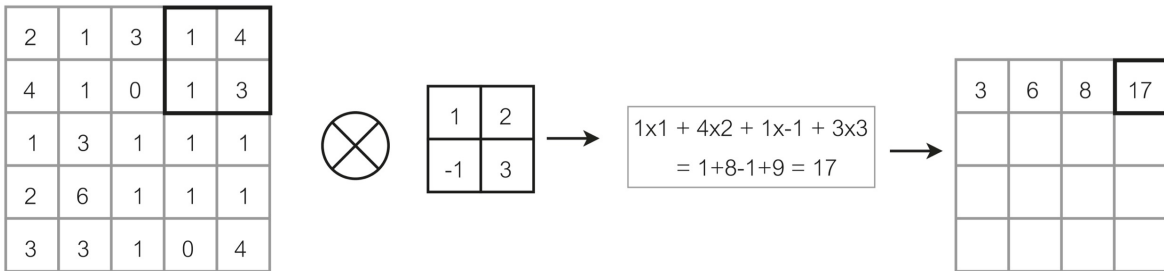 2 1 3 1 4
4 1 0 1 3
1 3 1 1 1
2 6 1 1 1
3 3 1 0 4
1 2
-1 3
1x1 + 4x2 + 1x-1 + 3x3
= 1+8-1+9 = 17
3 6 8 17